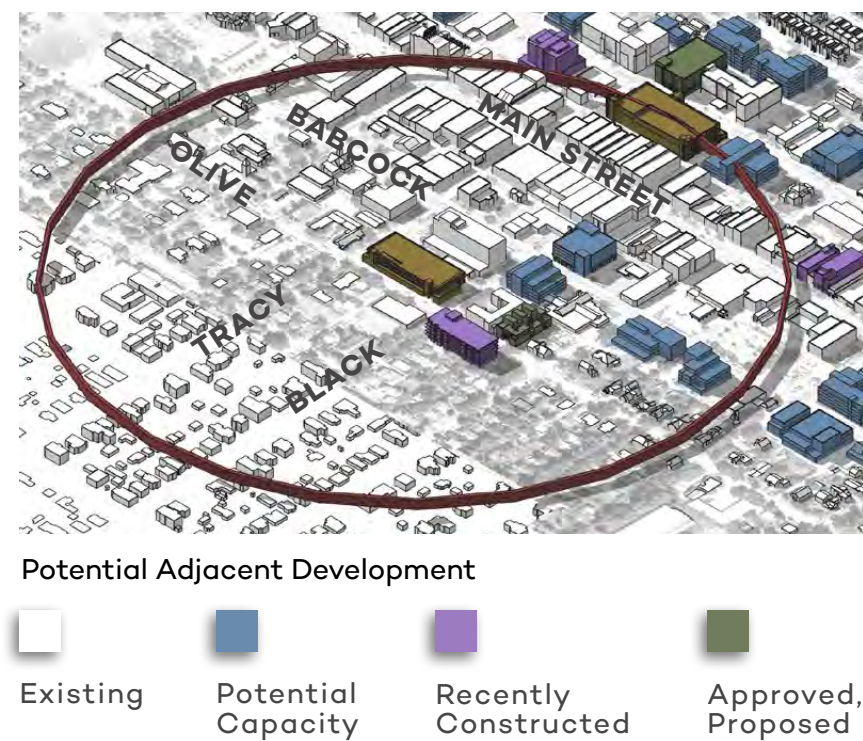 MAIN STREET
BABCOCK
OLIVE
TRACY
BLACK
Potential Adjacent Development
Existing
Potential
Capacity
Recently
Constructed
Approved,
Proposed